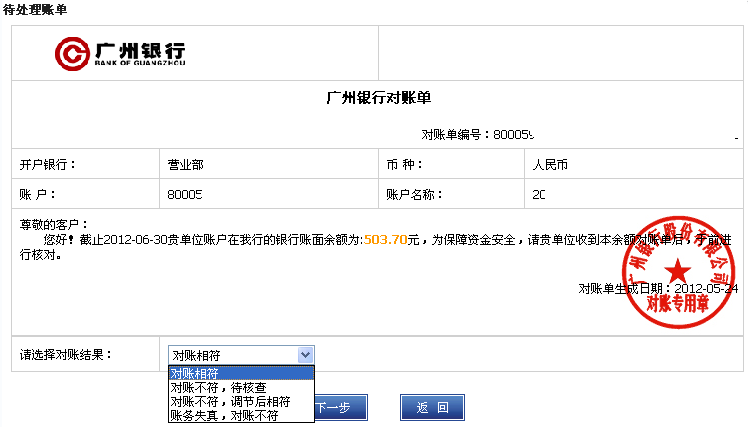 待处理账单
广州银行
BANK OF GUANGZHOU
广州银行对账单
对账单编号：800059
开户银行： 营业部 币 种： 人民币
账 户： 80005 账户名称： 20
尊敬的客户：
您好！截止2012-06-30贵单位账户在我行的银行账面余额为:503.70元，为保障资金安全，请贵单位收到本余额对账单后，于前进
行核对。
广州银行股份有限公司
对账单生成日期：2012-05-24
对账专用章
请选择对账结果： 对账相符
对账相符
对账不符，待核查
对账不符，调节后相符
账务失真，对账不符
下一步 返 回